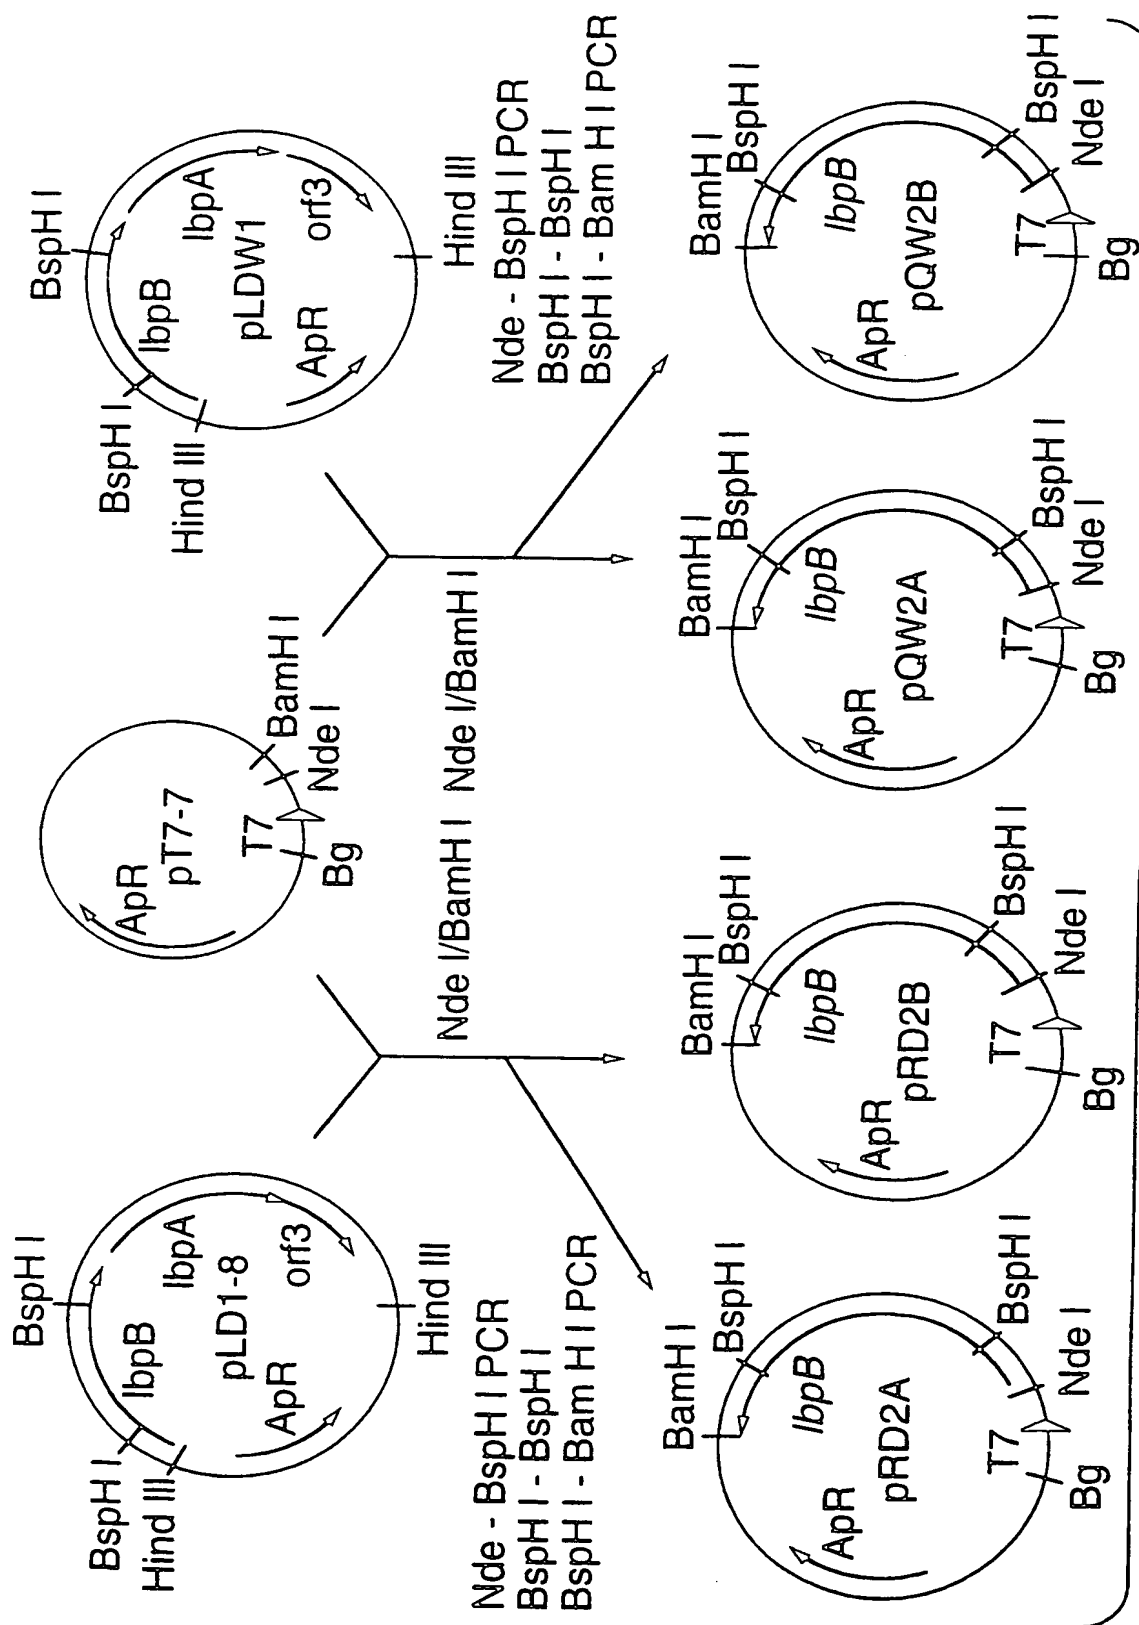 BspH I
BspH I
Hind III
lbpB
lbpA
pLD1-8
orf3
ApR
Hind III
Nde - BspH I PCR
BspH I - BspH I
BspH I - Bam H I PCR
ApR
pT7-7
T7
Bg
BamH I
Nde I
Nde I/BamH I
Nde I/BamH I
BspH I
BspH I
Hind III
lbpB
lbpA
pLDW1
orf3
ApR
Hind III
Nde - BspH I PCR
BspH I - BspH I
BspH I - Bam H I PCR
BamH I
BspH I
lbpB
ApR
pRD2A
T7
Bg
BspH I
Nde I
BamH I
BspH I
lbpB
ApR
pRD2B
T7
Bg
BspH I
Nde I
BamH I
BspH I
lbpB
ApR
pQW2A
T7
Bg
BspH I
Nde I
BamH I
BspH I
lbpB
ApR
pQW2B
T7
Bg
BspH I
Nde I